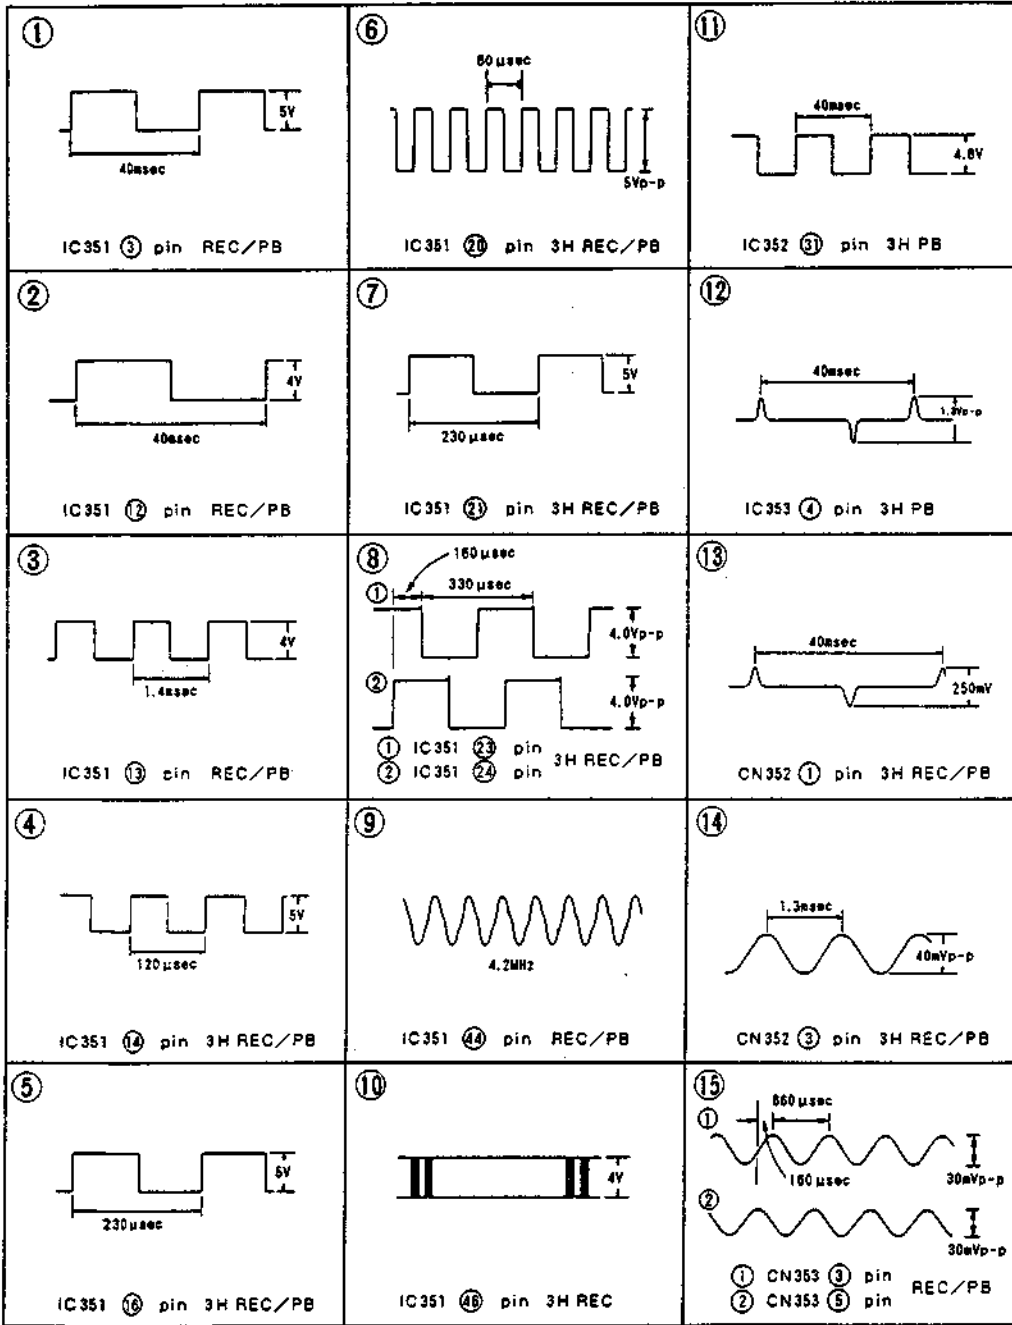 ①
5V
40msec
IC351 ③ pin REC/PB
②
4V
40msec
IC351 ⑫ pin REC/PB
③
4V
1.4msec
IC351 ⑬ pin REC/PB
④
5V
120µsec
IC351 ⑭ pin 3H REC/PB
⑤
5V
230µsec
IC351 ⑯ pin 3H REC/PB
⑥
60µsec
5Vp-p
IC351 ⑳ pin 3H REC/PB
⑦
5V
230µsec
IC351 ㉑ pin 3H REC/PB
⑧
160µsec
330µsec
①
4.0Vp-p
②
4.0Vp-p
① IC351 ㉓ pin
② IC351 ㉔ pin
3H REC/PB
⑨
4.2MHz
IC351 ㊹ pin REC/PB
⑩
4V
IC351 ㊻ pin 3H REC
⑪
40msec
4.8V
IC352 ㉛ pin 3H PB
⑫
40msec
IC353 ④ pin 3H PB
⑬
40msec
250mV
CN352 ① pin 3H REC/PB
⑭
1.3msec
40mVp-p
CN352 ③ pin 3H REC/PB
⑮
660µsec
①
160µsec
30mVp-p
②
30mVp-p
① CN353 ③ pin
② CN353 ⑤ pin
REC/PB